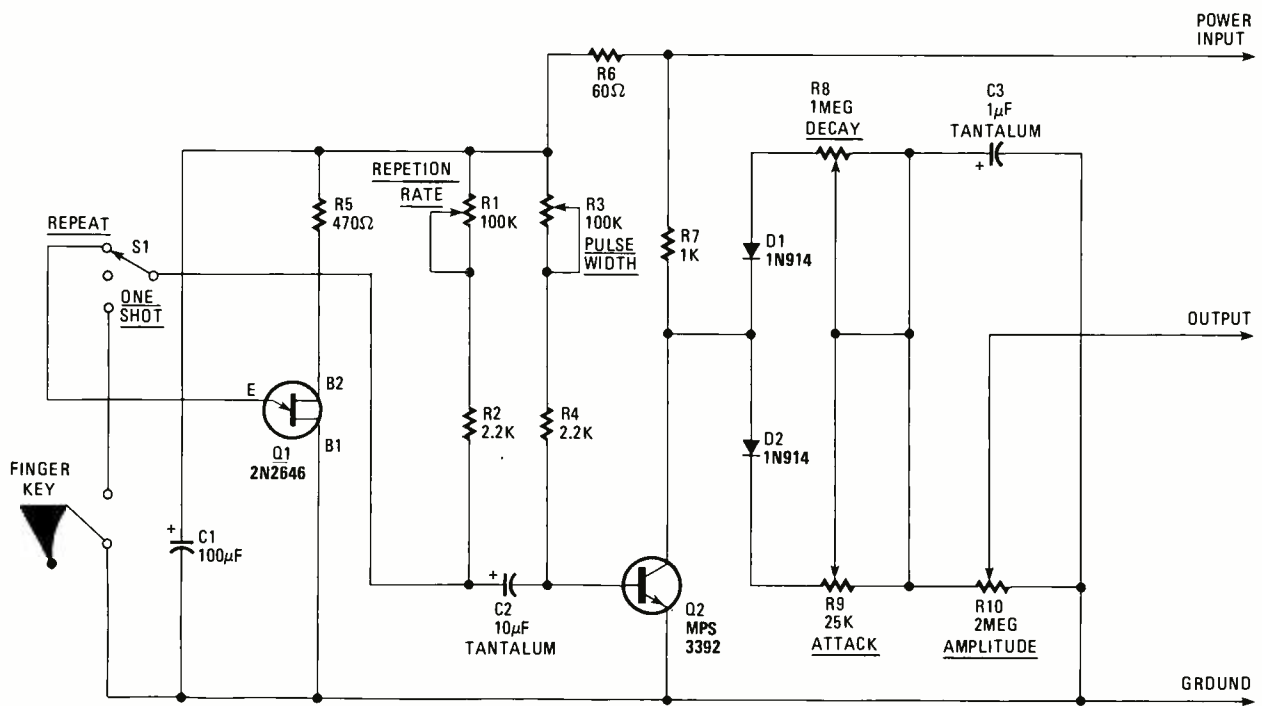 POWER
INPUT
R6
60Ω
R8
1MEG
DECAY
C3
1µF
TANTALUM
+
REPETION
RATE
R1
100K
R3
100K
PULSE
WIDTH
R5
470Ω
REPEAT
S1
ONE
SHOT
R7
1K
D1
1N914
OUTPUT
E
B2
B1
Q1
2N2646
R2
2.2K
R4
2.2K
D2
1N914
FINGER
KEY
+
C1
100µF
+
C2
10µF
TANTALUM
Q2
MPS
3392
R9
25K
ATTACK
R10
2MEG
AMPLITUDE
GROUND